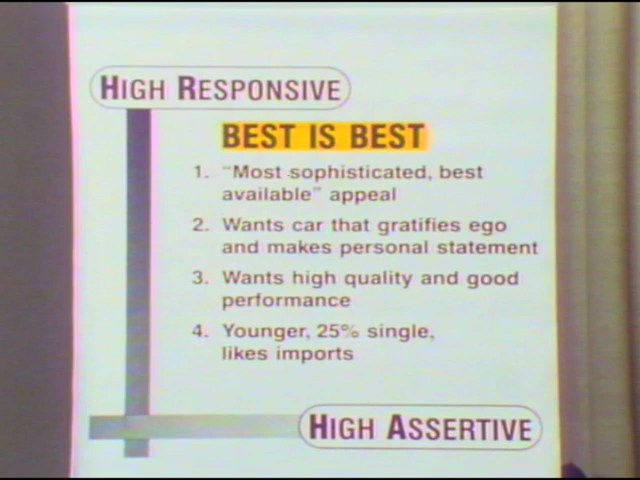 HIGH RESPONSIVE
BEST IS BEST
1. "Most sophisticated, best
available" appeal
2. Wants car that gratifies ego
and makes personal statement
3. Wants high quality and good
performance
4. Younger, 25% single,
likes imports
HIGH ASSERTIVE